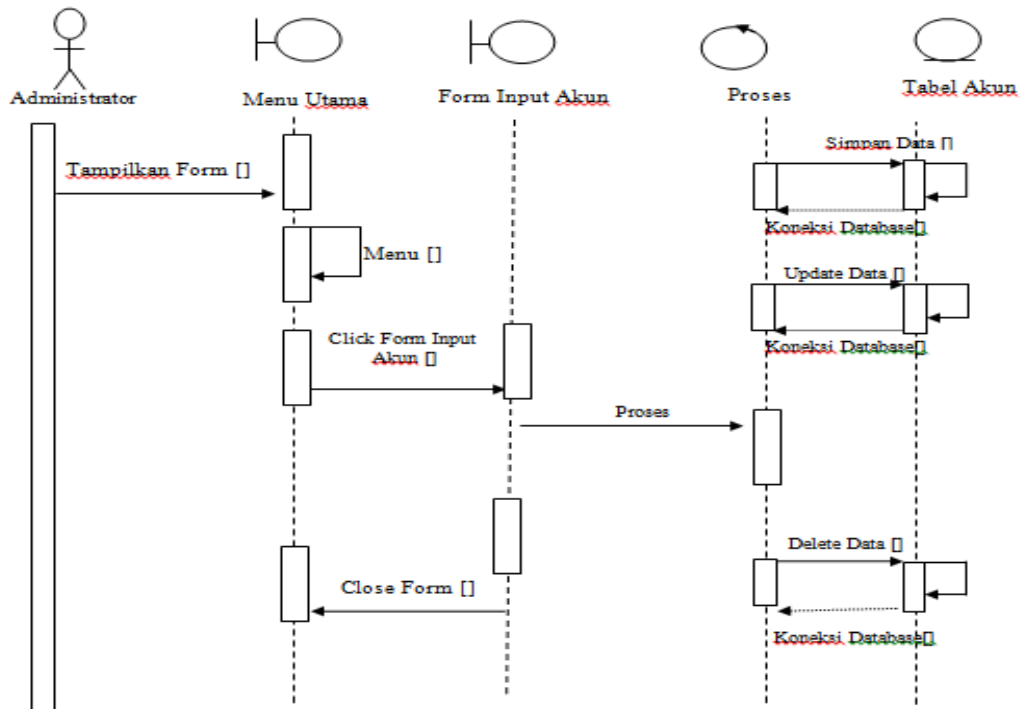 Administrator
Menu Utama
Form Input Akun
Proses
Tabel Akun
Simpan Data []
Tampilkan Form []
Koneksi Database[]
Menu []
Update Data []
Click Form Input
Akun []
Koneksi Database[]
Proses
Delete Data []
Close Form []
Koneksi Database[]